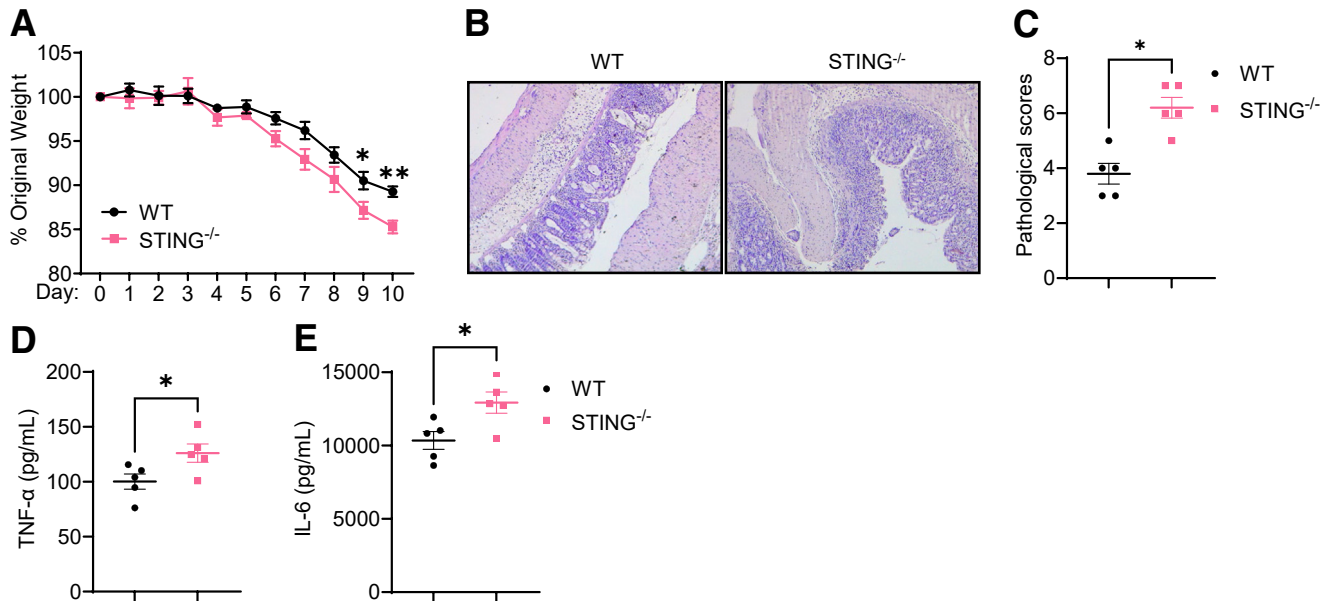 A
105
100
95
90
85
80
% Original Weight
*
**
WT
STING-/-
Day: 0 1 2 3 4 5 6 7 8 9 10
B
WT
STING-/-
C
8
6
4
2
0
Pathological scores
*
WT
STING-/-
D
200
150
100
50
0
TNF-α (pg/mL)
*
E
15000
10000
5000
0
IL-6 (pg/mL)
*
WT
STING-/-